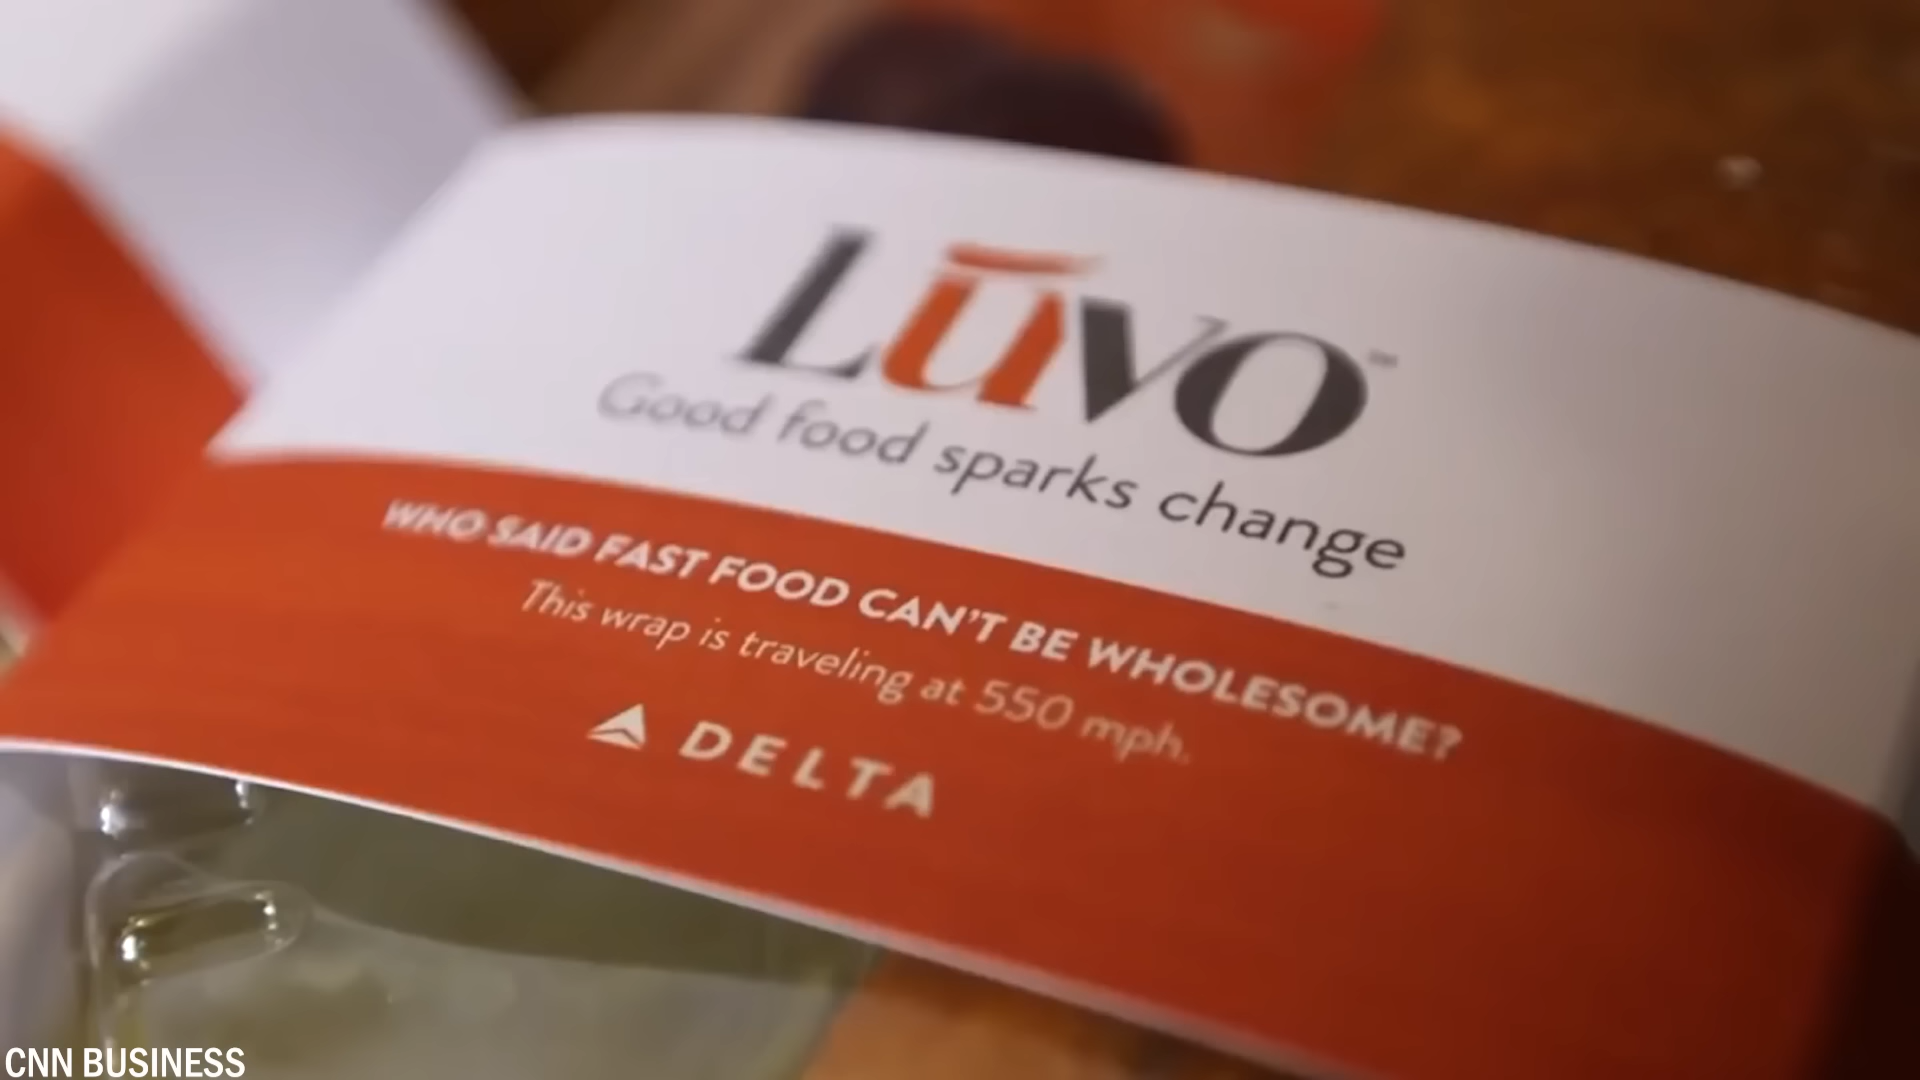 LūVO™
Good food sparks change
WHO SAID FAST FOOD CAN'T BE WHOLESOME?
This wrap is traveling at 550 mph.
DELTA
CNN BUSINESS